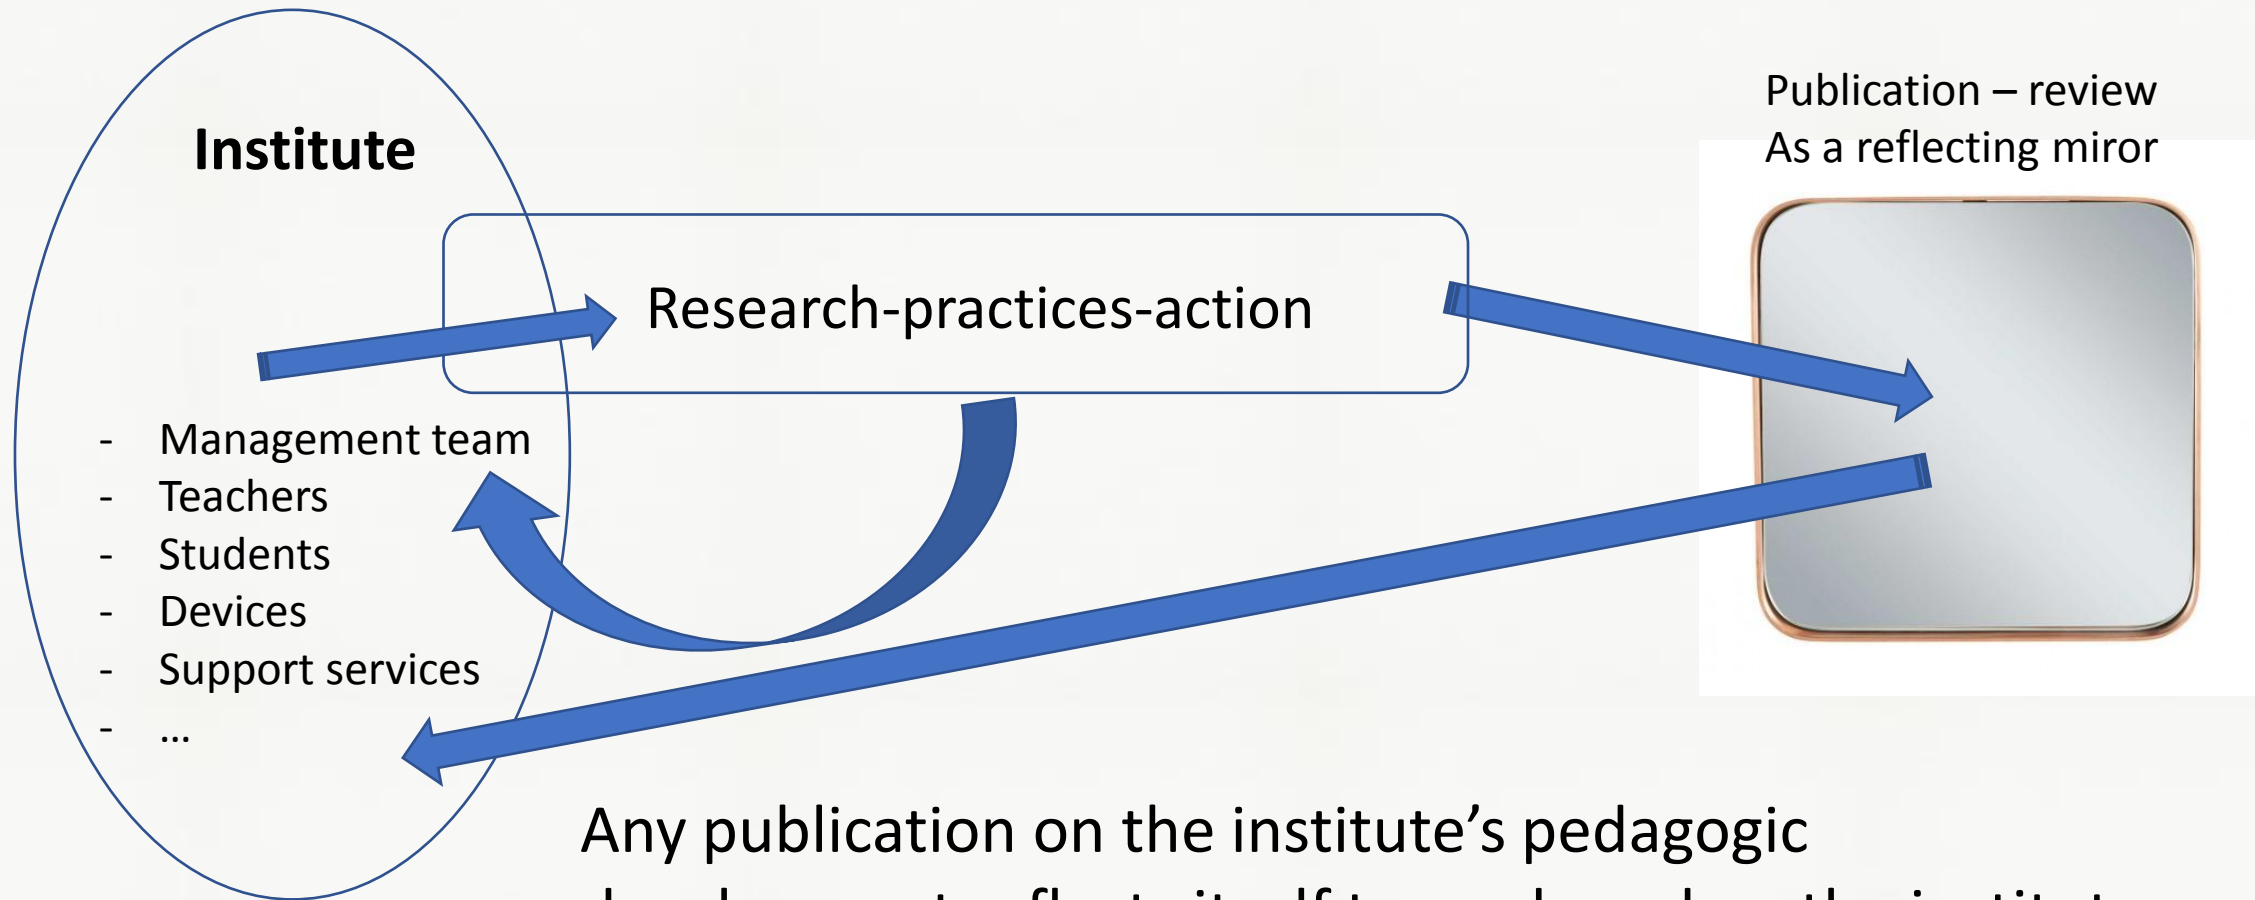 Publication – review
As a reflecting miror
Institute
Research-practices-action
- Management team
- Teachers
- Students
- Devices
- Support services
- ...
Any publication on the institute’s pedagogic